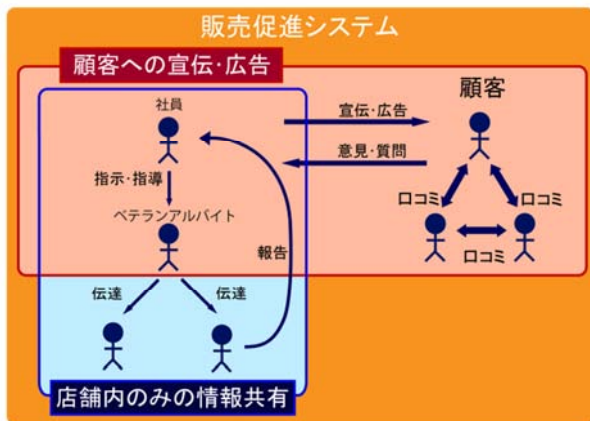 販売促進システム
顧客への宣伝・広告
社員
顧客
宣伝・広告
意見・質問
指示・指導
ベテランアルバイト
口コミ
口コミ
口コミ
報告
伝達
伝達
店舗内のみの情報共有